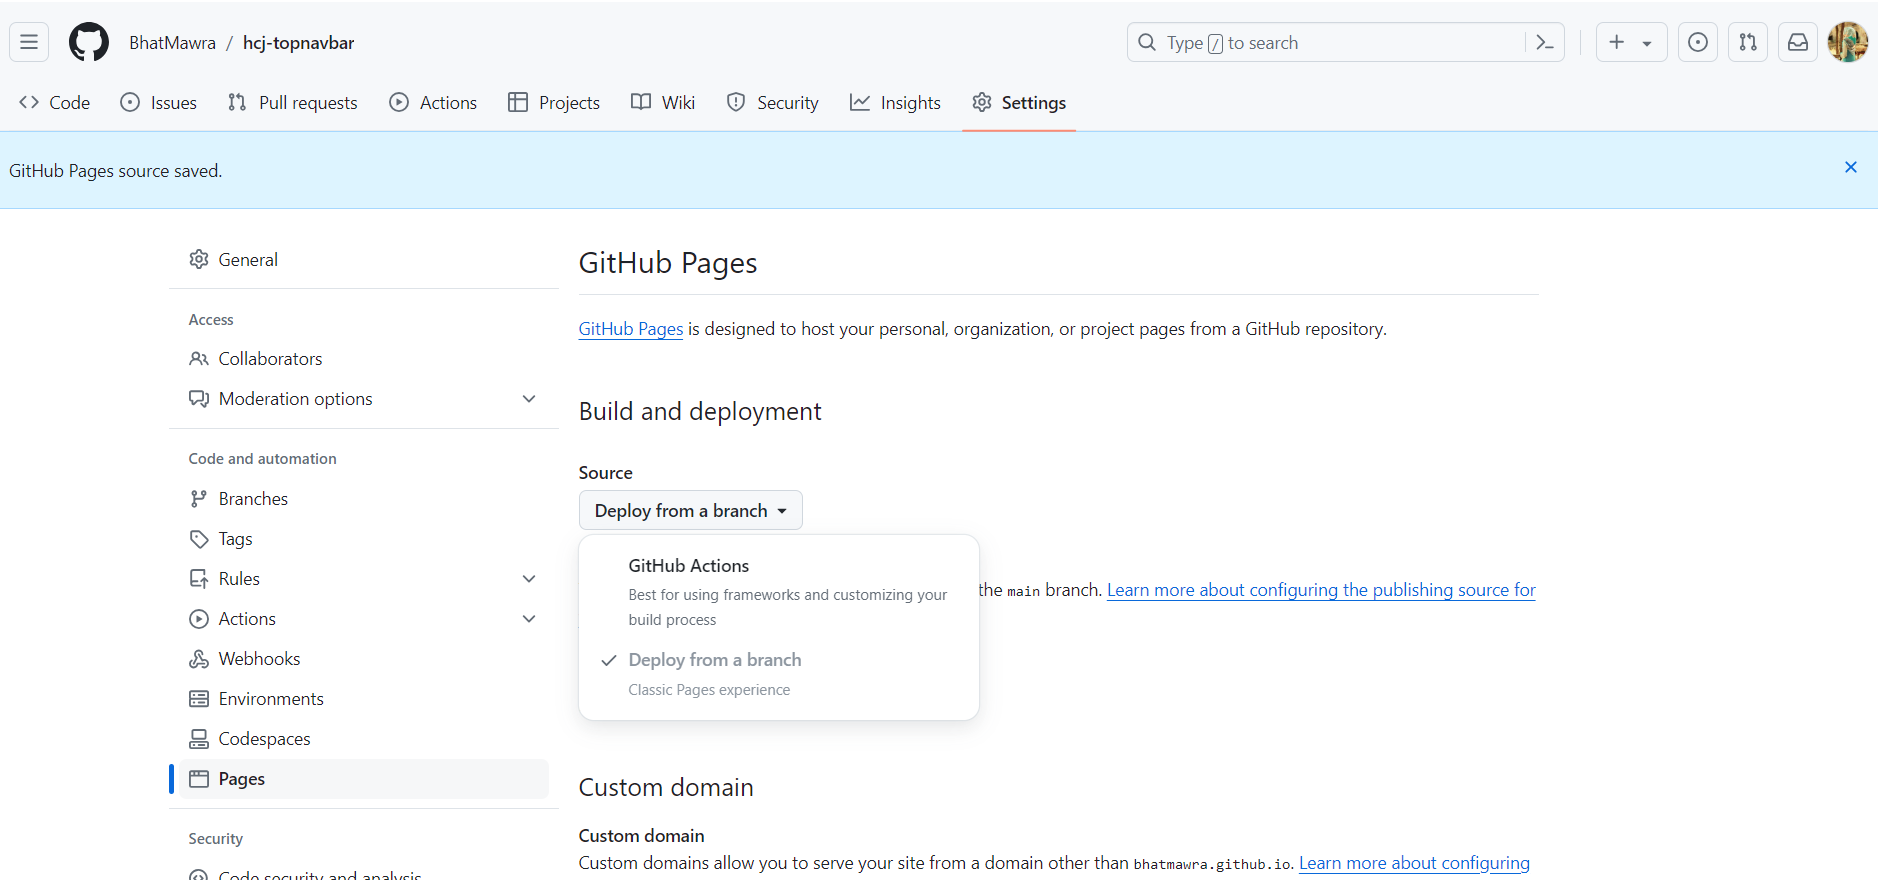 BhatMawra / hcj-topnavbar
Type / to search
Code Issues Pull requests Actions Projects Wiki Security Insights Settings
GitHub Pages source saved.
General
Access
Collaborators
Moderation options
Code and automation
Branches
Tags
Rules
Actions
Webhooks
Environments
Codespaces
Pages
Security
Code security and analysis
GitHub Pages
GitHub Pages is designed to host your personal, organization, or project pages from a GitHub repository.
Build and deployment
Source
Deploy from a branch
GitHub Actions
Best for using frameworks and customizing your
build process
Deploy from a branch
Classic Pages experience
the main branch. Learn more about configuring the publishing source for
Custom domain
Custom domain
Custom domains allow you to serve your site from a domain other than bhatmawra.github.io. Learn more about configuring